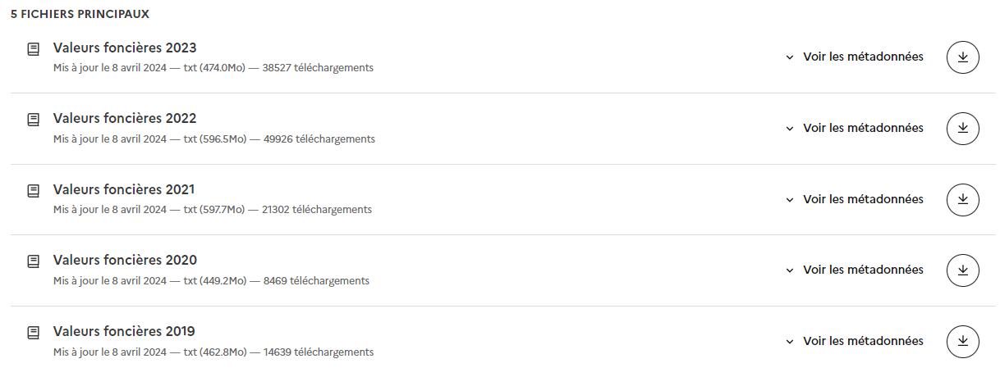 5 FICHIERS PRINCIPAUX
Valeurs foncières 2023
Mis à jour le 8 avril 2024 — txt (474.0Mo) — 38527 téléchargements
Voir les métadonnées
Valeurs foncières 2022
Mis à jour le 8 avril 2024 — txt (596.5Mo) — 49926 téléchargements
Voir les métadonnées
Valeurs foncières 2021
Mis à jour le 8 avril 2024 — txt (597.7Mo) — 21302 téléchargements
Voir les métadonnées
Valeurs foncières 2020
Mis à jour le 8 avril 2024 — txt (449.2Mo) — 8469 téléchargements
Voir les métadonnées
Valeurs foncières 2019
Mis à jour le 8 avril 2024 — txt (462.8Mo) — 14639 téléchargements
Voir les métadonnées